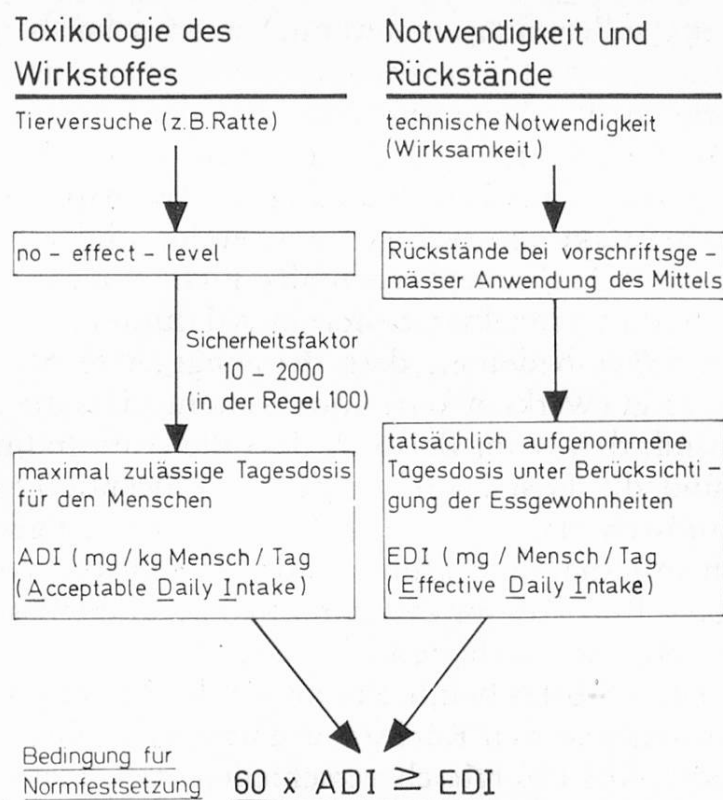 Toxikologie des
Wirkstoffes
Tierversuche (z.B. Ratte)
no - effect - level
Sicherheitsfaktor
10 - 2000
(in der Regel 100)
maximal zulässige Tagesdosis
für den Menschen
ADI ( mg / kg Mensch / Tag
( Acceptable Daily Intake )
Notwendigkeit und
Rückstände
technische Notwendigkeit
(Wirksamkeit)
Rückstände bei vorschriftsge -
mässer Anwendung des Mittels
tatsächlich aufgenommene
Tagesdosis unter Berücksichti -
gung der Essgewohnheiten
EDI ( mg / Mensch / Tag
( Effective Daily Intake )
Bedingung für
Normfestsetzung
60 x ADI ≥ EDI